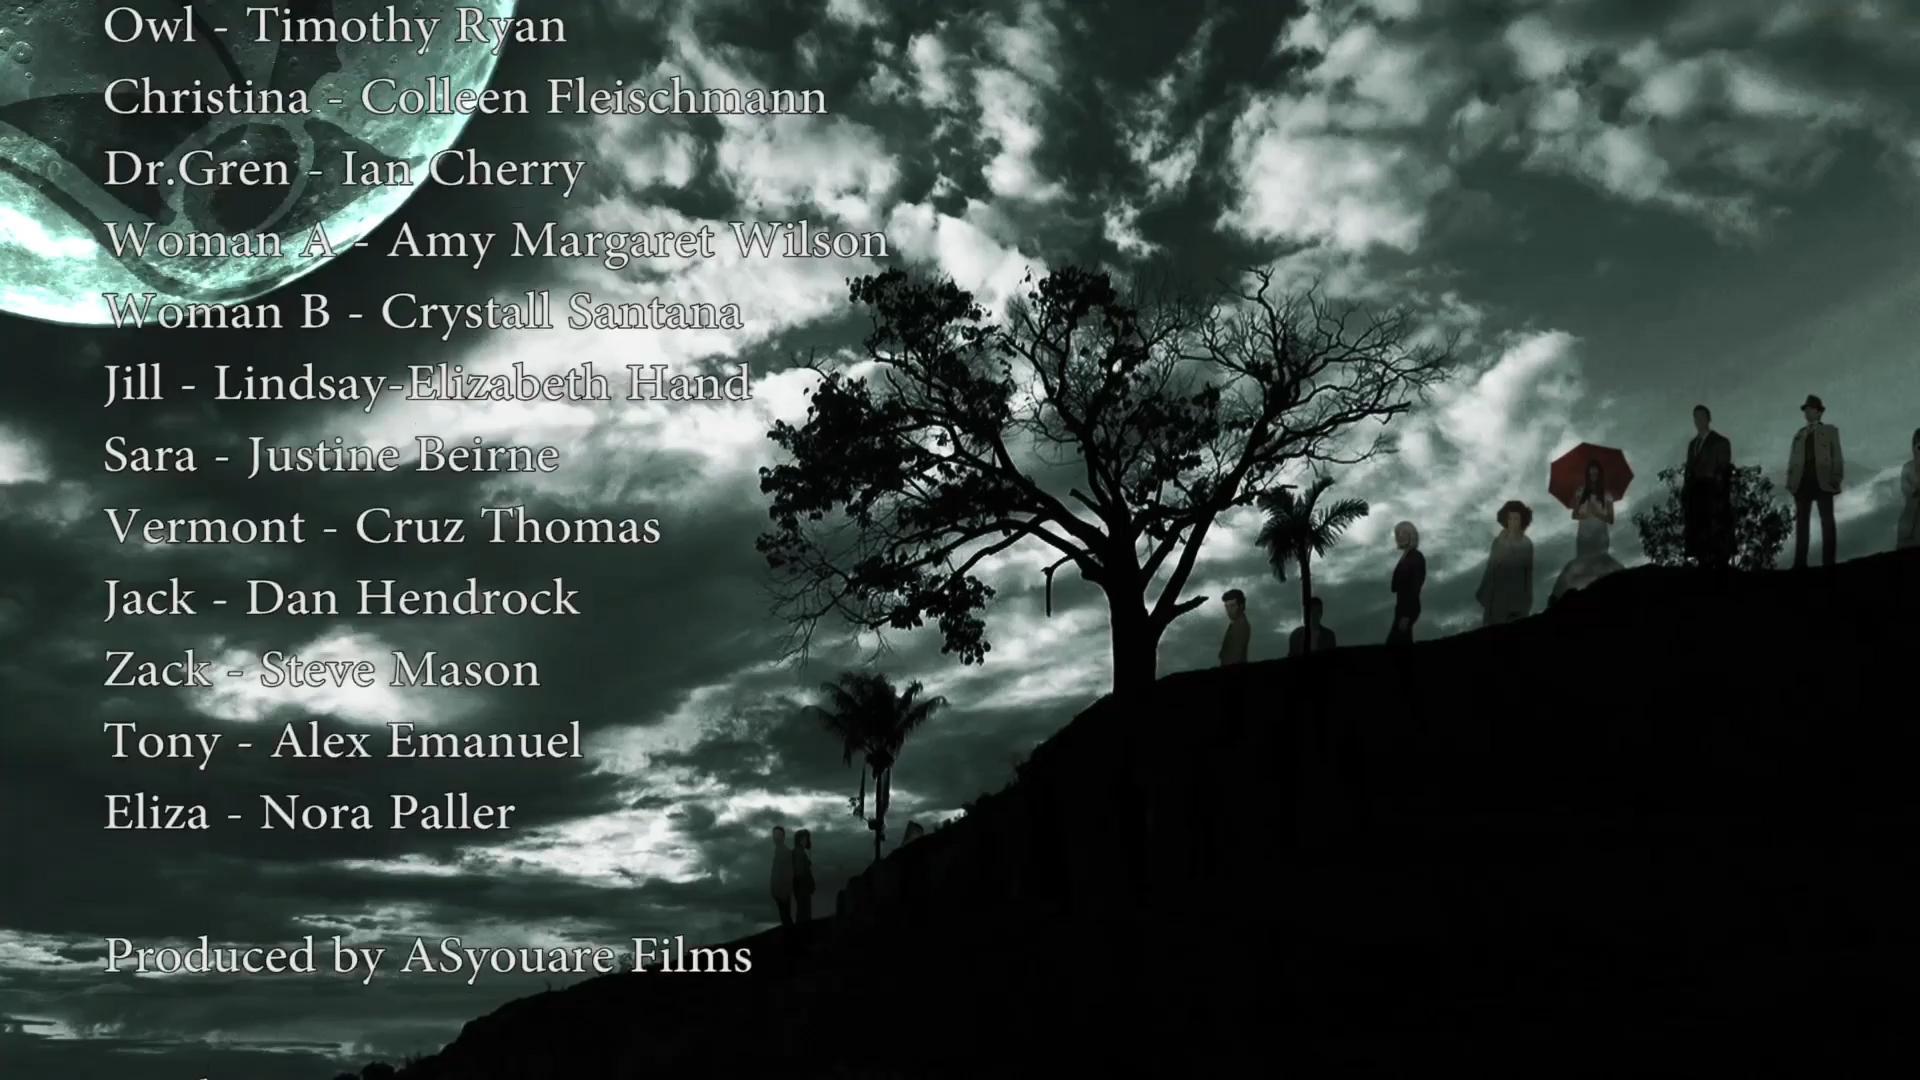 Owl - Timothy Ryan
Christina - Colleen Fleischmann
Dr.Gren - Ian Cherry
Woman A - Amy Margaret Wilson
Woman B - Crystall Santana
Jill - Lindsay-Elizabeth Hand
Sara - Justine Beirne
Vermont - Cruz Thomas
Jack - Dan Hendrock
Zack - Steve Mason
Tony - Alex Emanuel
Eliza - Nora Paller
Produced by ASyouare Films